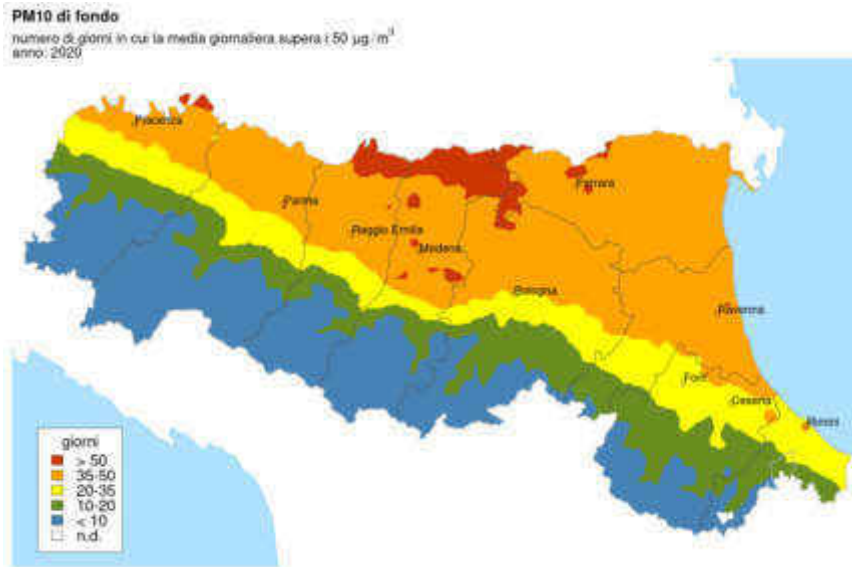 PM10 di fondo
numero di giorni in cui la media giornaliera supera i 50 µg/m³
anno: 2020
Piacenza
Parma
Reggio Emilia
Modena
Ferrara
Bologna
Ravenna
Forlì
Cesena
Rimini
giorni
> 50
35-50
20-35
10-20
< 10
n.d.